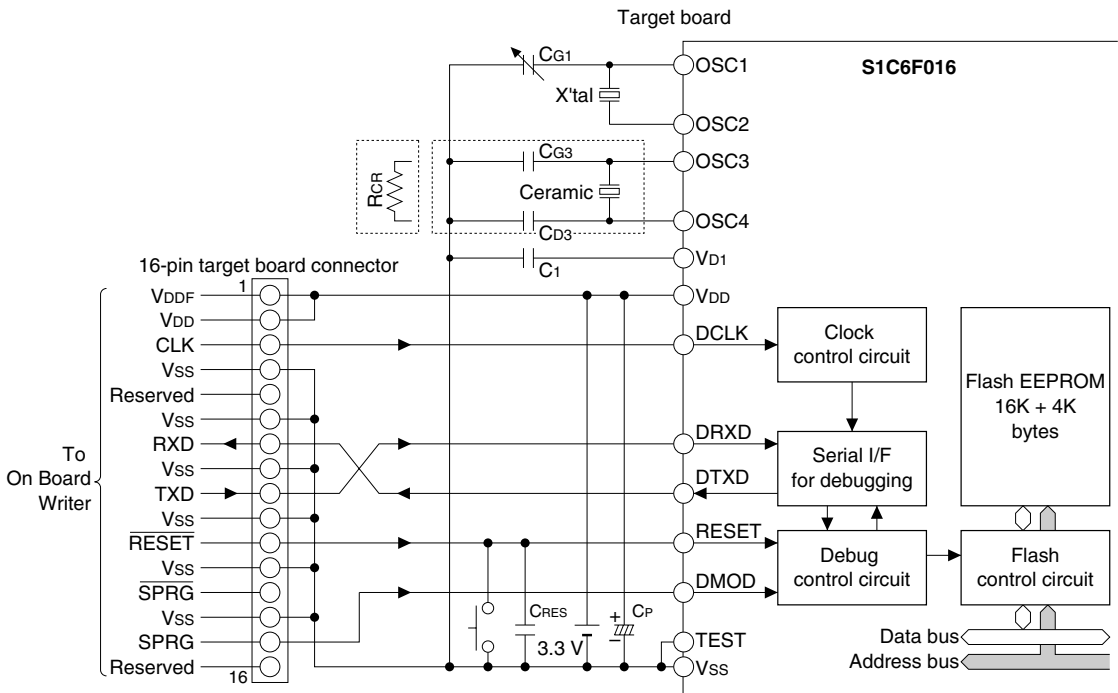 Target board
S1C6F016
CG1
X'tal
OSC1
OSC2
RCR
CG3
Ceramic
CD3
OSC3
OSC4
C1
VD1
16-pin target board connector
1
VDDF
VDD
CLK
VSS
Reserved
VSS
RXD
VSS
TXD
VSS
RESET
VSS
SPRG
VSS
SPRG
Reserved
16
To
On Board
Writer
VDD
DCLK
DRXD
DTXD
RESET
DMOD
TEST
VSS
CRES
3.3 V
+
−
CP
Clock
control circuit
Serial I/F
for debugging
Debug
control circuit
Flash EEPROM
16K + 4K
bytes
Flash
control circuit
Data bus
Address bus